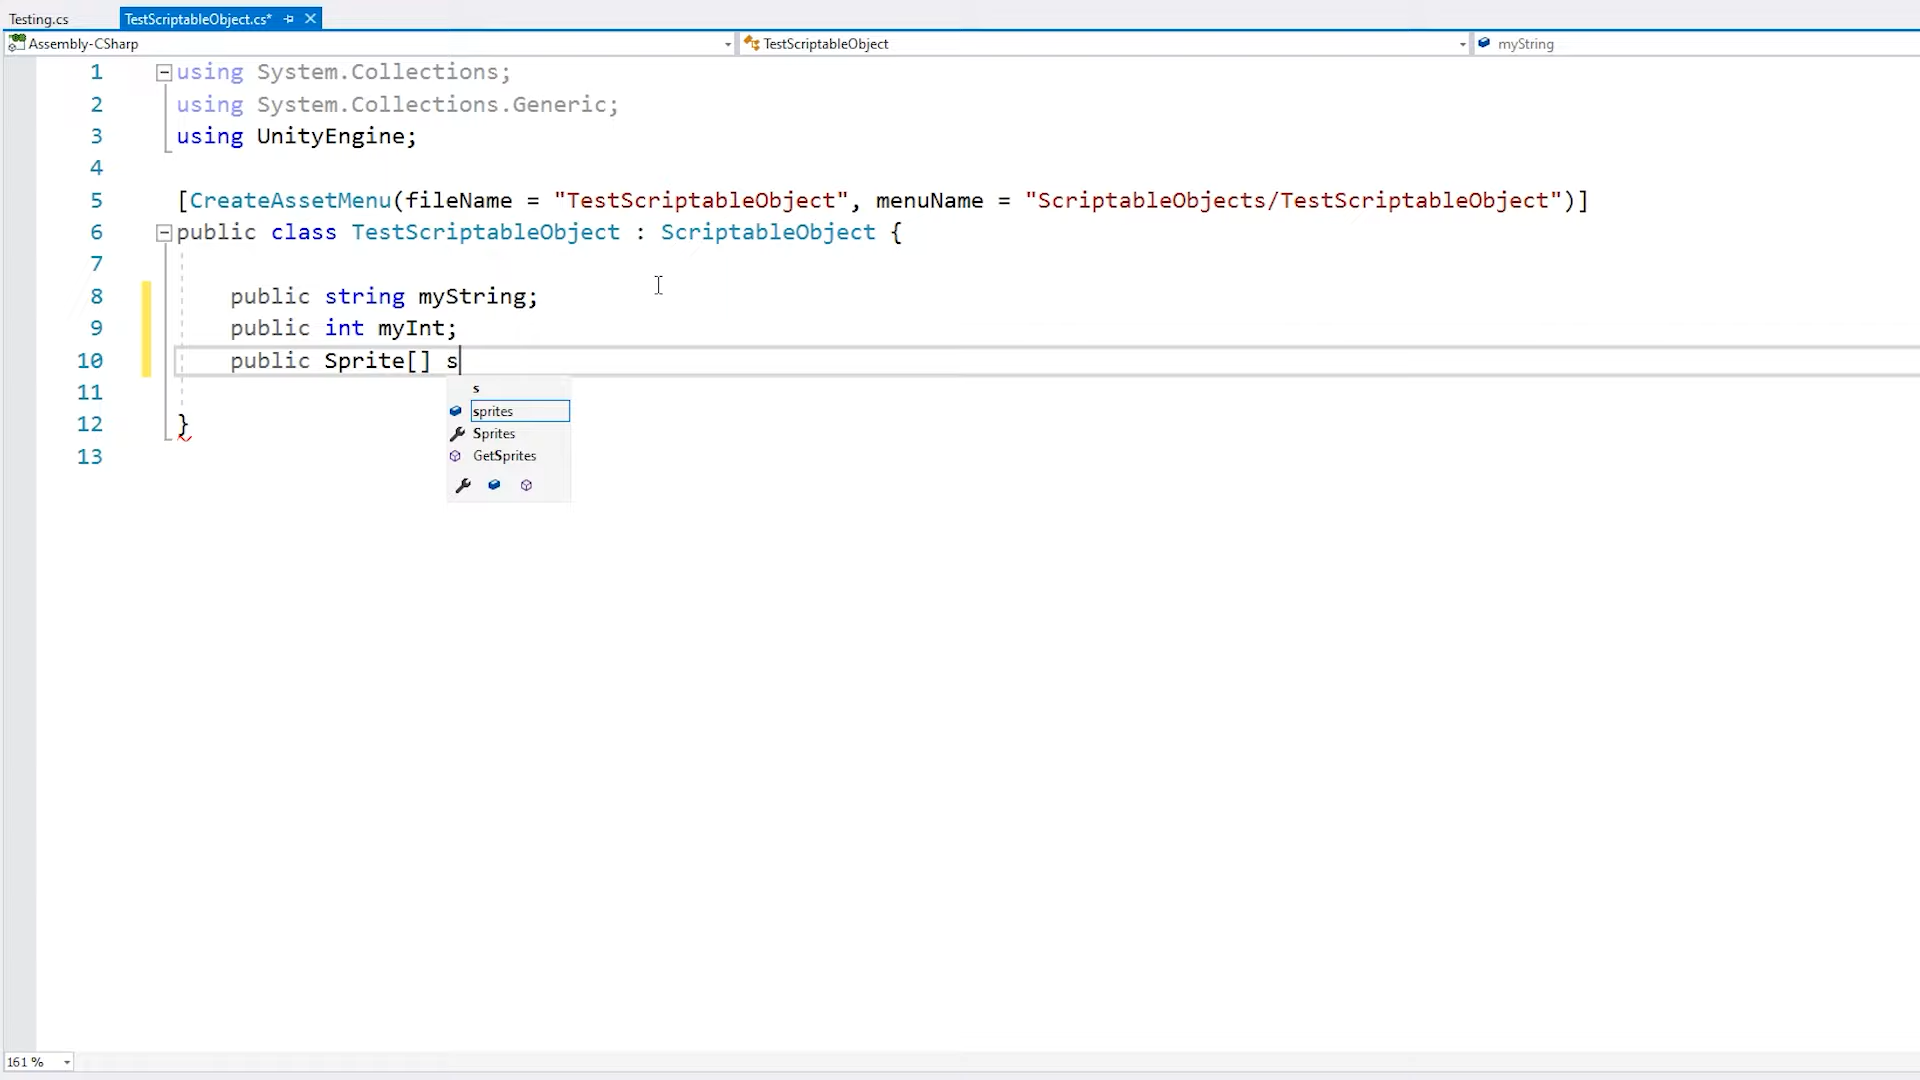 Testing.cs TestScriptableObject.cs*
Assembly-CSharp TestScriptableObject myString
1 using System.Collections;
2 using System.Collections.Generic;
3 using UnityEngine;
4
5 [CreateAssetMenu(fileName = "TestScriptableObject", menuName = "ScriptableObjects/TestScriptableObject")]
6 public class TestScriptableObject : ScriptableObject {
7
8 public string myString;
9 public int myInt;
10 public Sprite[] s
s
11
sprites
12 }
Sprites
13
GetSprites
161 %